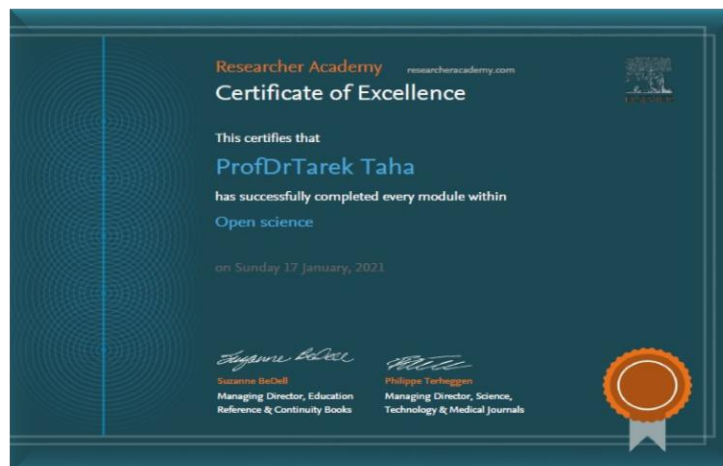 Researcher Academy researcheracademy.com
Certificate of Excellence
This certifies that
ProfDrTarek Taha
has successfully completed every module within
Open science
on Sunday 17 January, 2021
Suzanne BeDell
Suzanne BeDell
Managing Director, Education
Reference & Continuity Books
Philippe Terheggen
Managing Director, Science,
Technology & Medical Journals